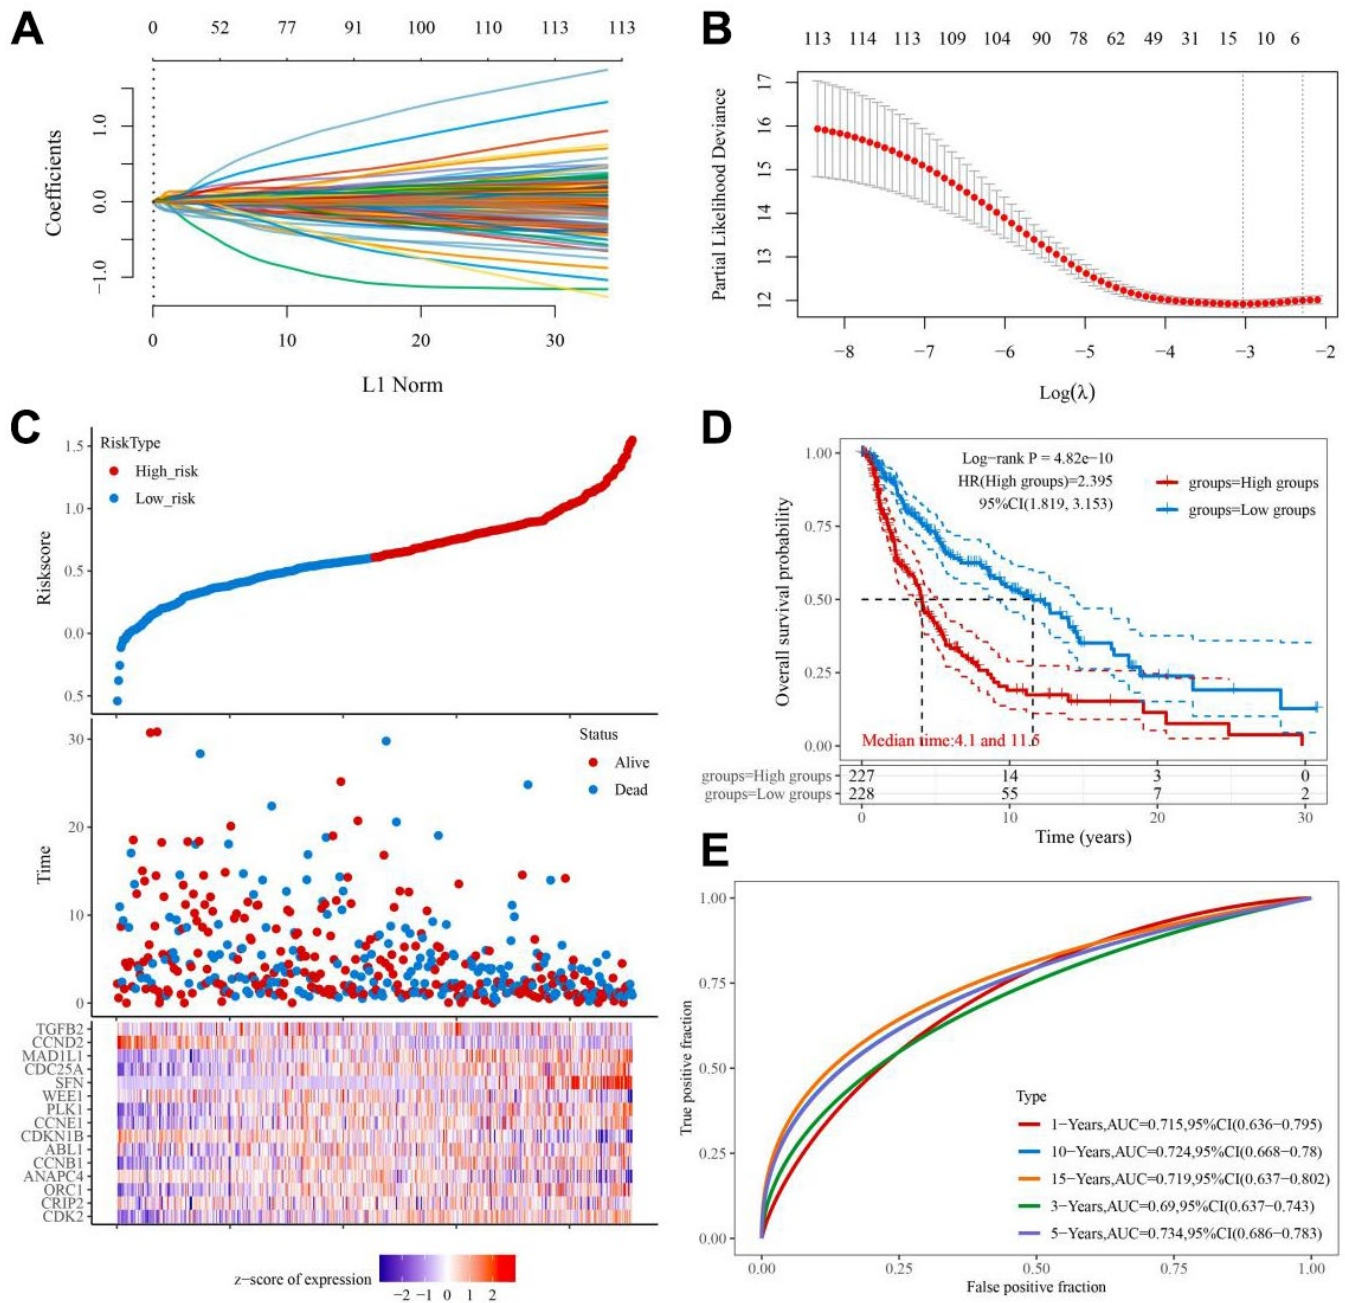 A
0 52 77 91 100 110 113 113
Coefficients
1.0
0.0
−1.0
0 10 20 30
L1 Norm
B
113 114 113 109 104 90 78 62 49 31 15 10 6
Partial Likelihood Deviance
17
16
15
14
13
12
−8 −7 −6 −5 −4 −3 −2
Log(λ)
C
Riskscore
1.5
1.0
0.5
0.0
0.5
RiskType
High_risk
Low_risk
Time
30
20
10
0
Status
Alive
Dead
TGFB2
CCND2
MAD1L1
CDC25A
SFN
WEE1
PLK1
CCNE1
CDKN1B
ABL1
CCNB1
ANAPC4
ORC1
CRIP2
CDK2
z−score of expression
−2 −1 0 1 2
D
Overall survival probability
1.00
0.75
0.50
0.25
0.00
Log−rank P = 4.82e−10
HR(High groups)=2.395
95%CI(1.819, 3.153)
groups=High groups
groups=Low groups
Median time:4.1 and 11.5
groups=High groups 227 14 3 0
groups=Low groups 228 55 7 2
0 10 20 30
Time (years)
E
True positive fraction
1.00
0.75
0.50
0.25
0.00
Type
1−Years,AUC=0.715,95%CI(0.636−0.795)
10−Years,AUC=0.724,95%CI(0.668−0.78)
15−Years,AUC=0.719,95%CI(0.637−0.802)
3−Years,AUC=0.69,95%CI(0.637−0.743)
5−Years,AUC=0.734,95%CI(0.686−0.783)
0.00 0.25 0.50 0.75 1.00
False positive fraction